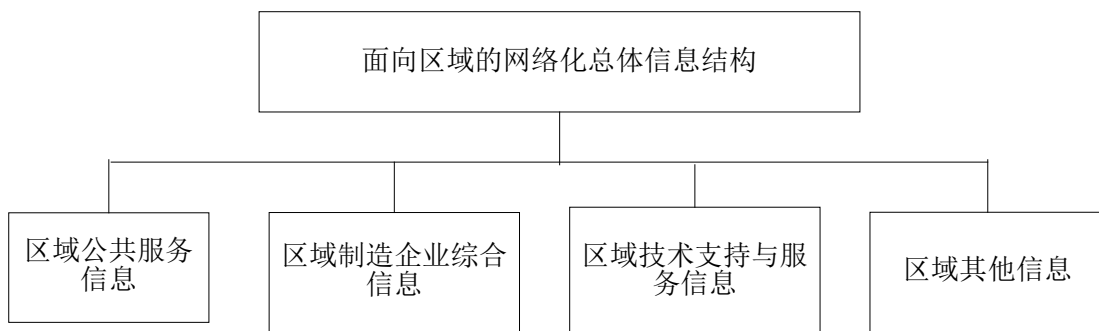 面向区域的网络化总体信息结构
区域公共服务
信息
区域制造企业综合
信息
区域技术支持与服
务信息
区域其他信息